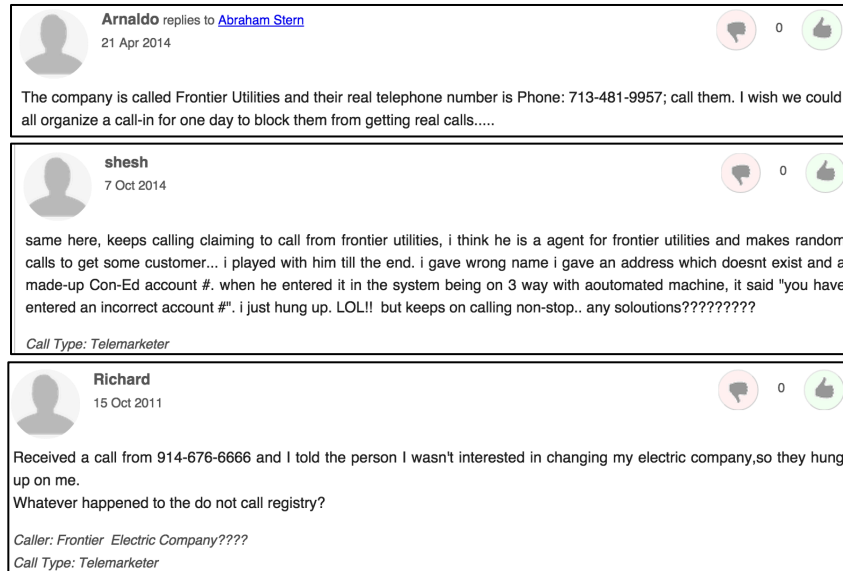 Arnaldo replies to Abraham Stern
21 Apr 2014
0
The company is called Frontier Utilities and their real telephone number is Phone: 713-481-9957; call them. I wish we could
all organize a call-in for one day to block them from getting real calls.....
shesh
7 Oct 2014
0
same here, keeps calling claiming to call from frontier utilities, i think he is a agent for frontier utilities and makes random
calls to get some customer... i played with him till the end. i gave wrong name i gave an address which doesnt exist and a
made-up Con-Ed account #. when he entered it in the system being on 3 way with aoutomated machine, it said "you have
entered an incorrect account #". i just hung up. LOL!! but keeps on calling non-stop.. any soloutions?????????
Call Type: Telemarketer
Richard
15 Oct 2011
0
Received a call from 914-676-6666 and I told the person I wasn't interested in changing my electric company,so they hung
up on me.
Whatever happened to the do not call registry?
Caller: Frontier Electric Company????
Call Type: Telemarketer